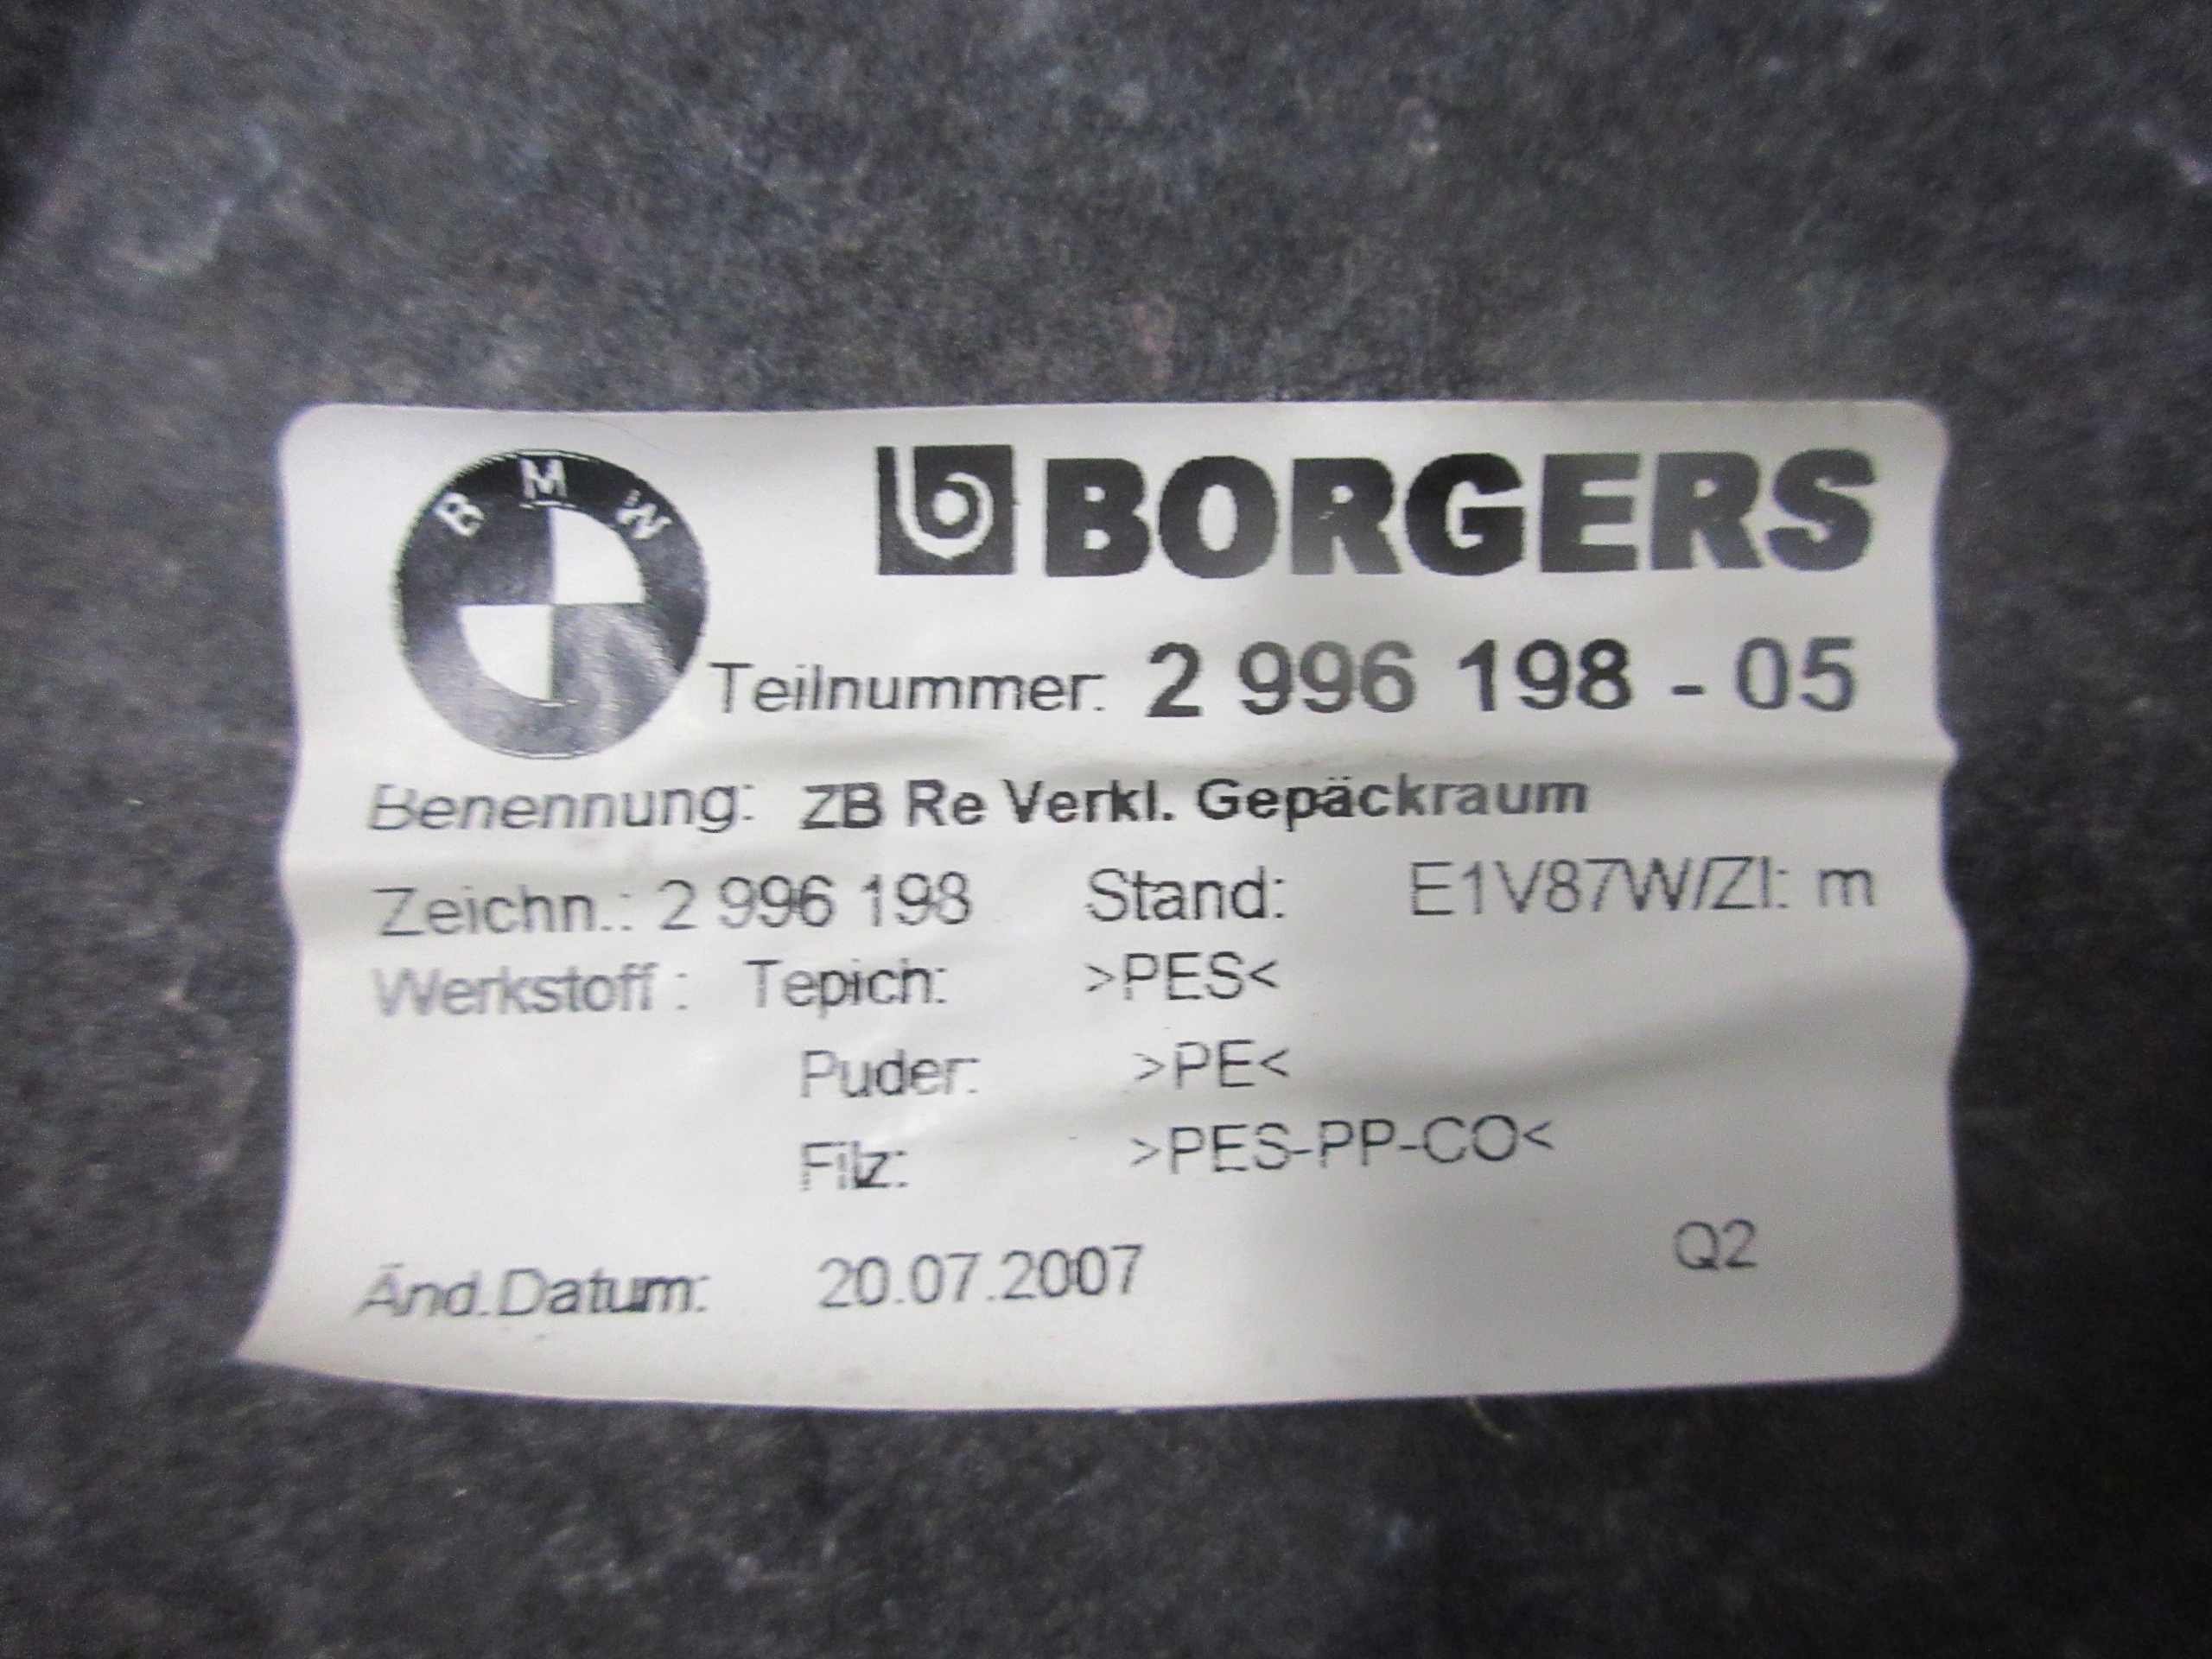 BMW
BORGERS
Teilnummer: 2 996 198 - 05
Benennung: ZB Re Verkl. Gepäckraum
Zeichn.: 2 996 198 Stand: E1V87W/ZI: m
Werkstoff : Tepich: >PES<
Puder: >PE<
Filz: >PES-PP-CO<
Änd.Datum: 20.07.2007 Q2